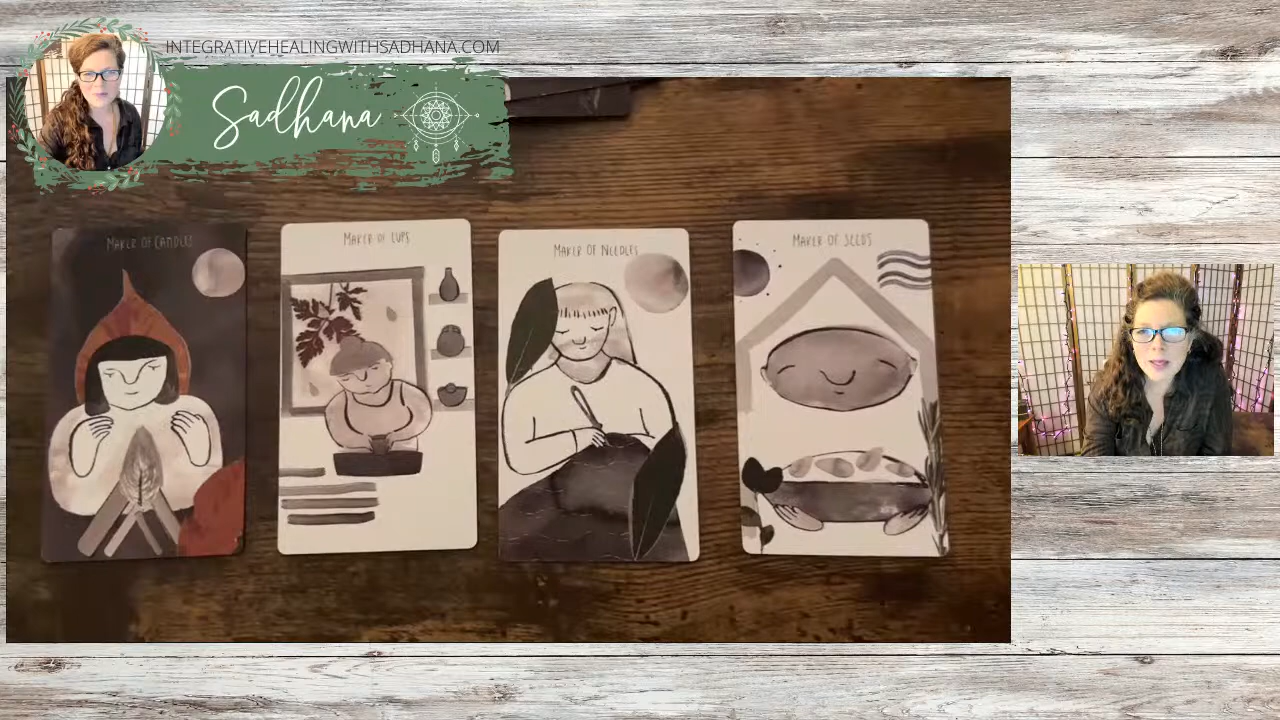 INTEGRATIVEHEALINGWITHSADHANA.COM
Sadhana
MAKER OF CANDLES
MAKER OF CUPS
MAKER OF NEEDLES
MAKER OF SEEDS